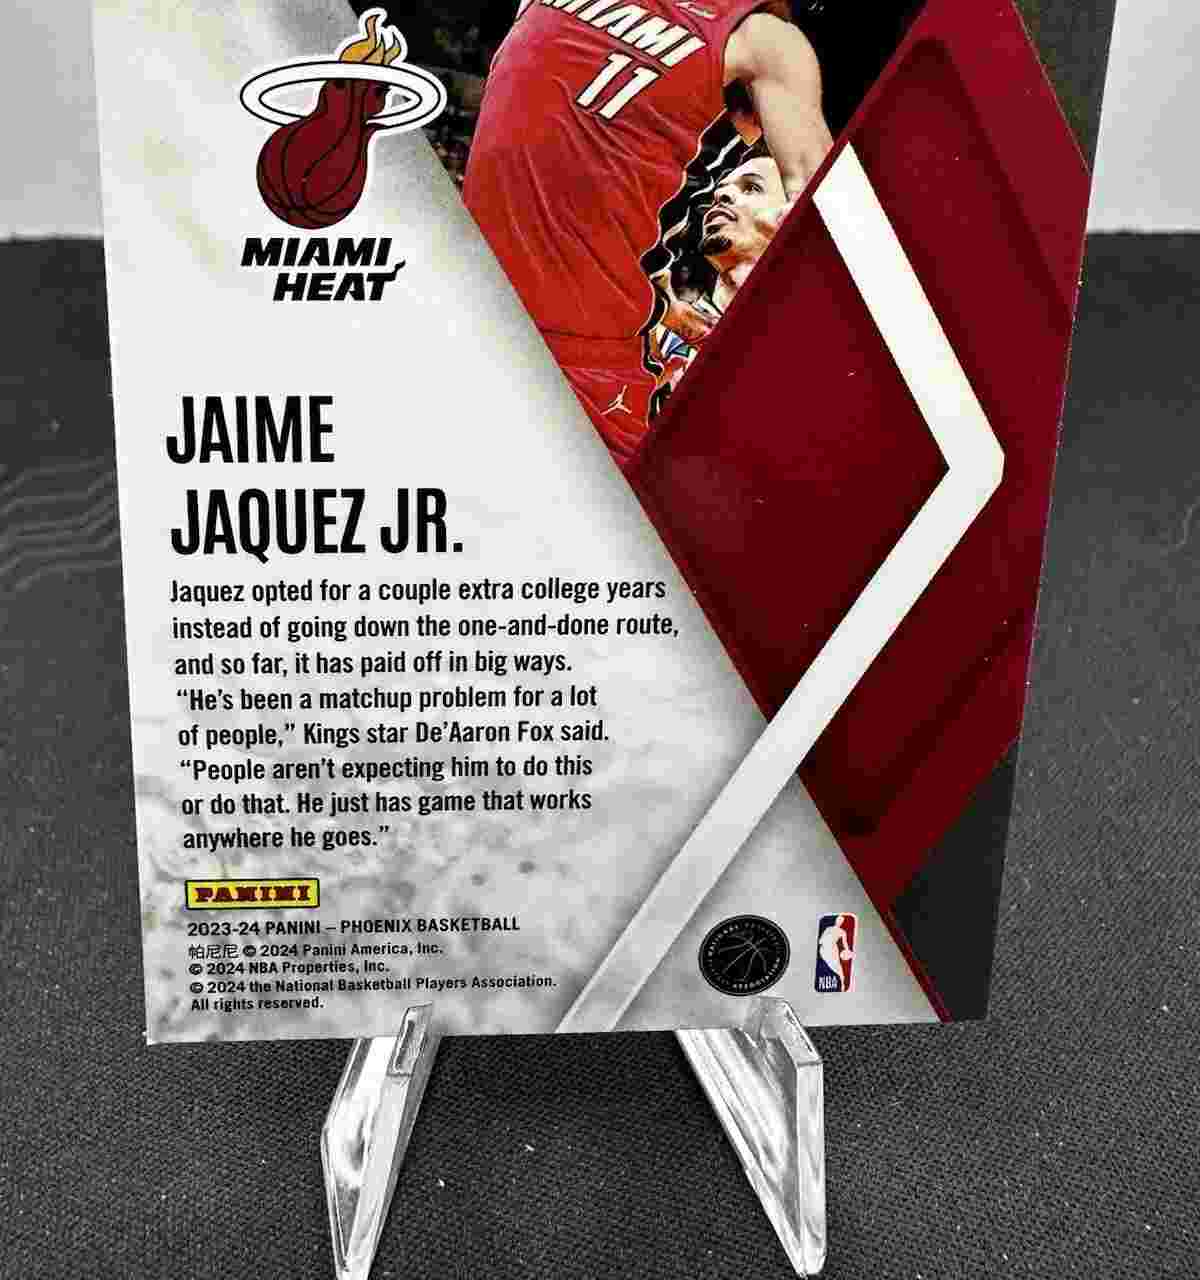 MIAMI
11
MIAMI
HEAT
JAIME
JAQUEZ JR.
Jaquez opted for a couple extra college years
instead of going down the one-and-done route,
and so far, it has paid off in big ways.
“He’s been a matchup problem for a lot
of people,” Kings star De’Aaron Fox said.
“People aren’t expecting him to do this
or do that. He just has game that works
anywhere he goes.”
PANINI
2023-24 PANINI – PHOENIX BASKETBALL
帕尼尼 © 2024 Panini America, Inc.
© 2024 NBA Properties, Inc.
© 2024 the National Basketball Players Association.
All rights reserved.
NBA